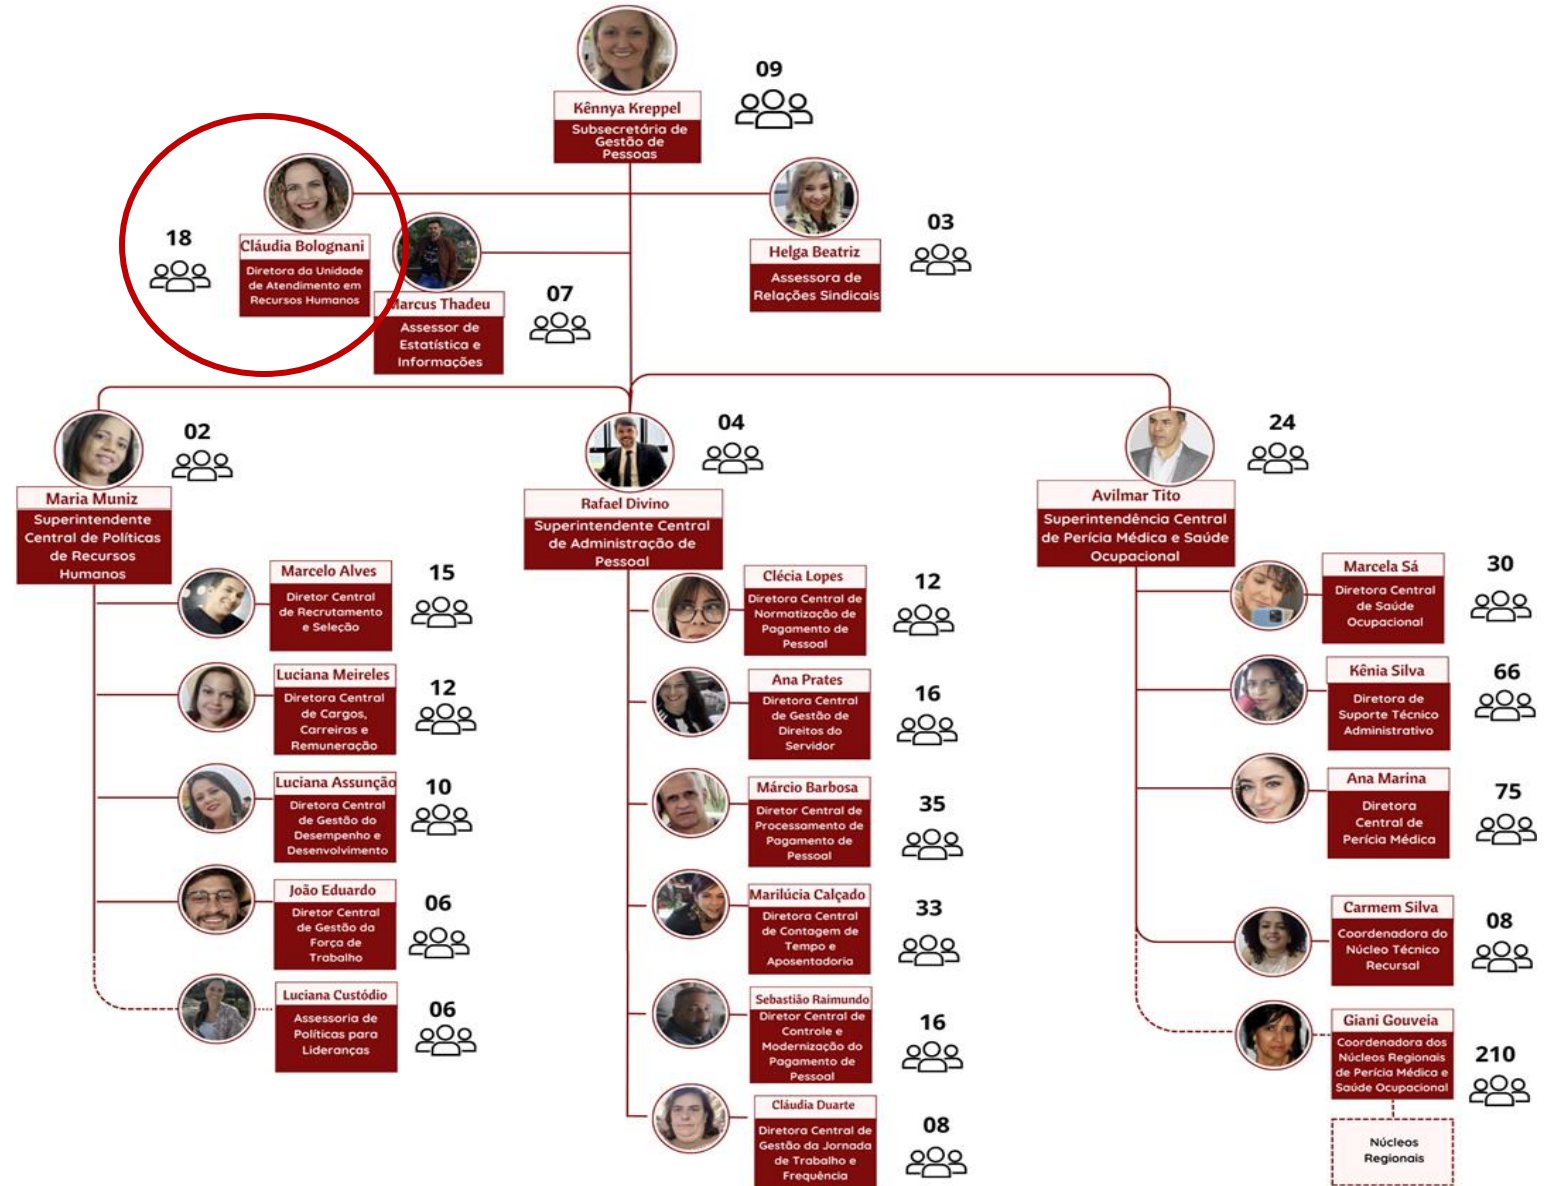 09
Kênnya Kreppel
Subsecretária de
Gestão de
Pessoas
18
Cláudia Bolognani
Diretora da Unidade
de Atendimento em
Recursos Humanos
Marcus Thadeu
Assessor de
Estatística e
Informações
07
Helga Beatriz
Assessora de
Relações Sindicais
03
02
Maria Muniz
Superintendente
Central de Políticas
de Recursos
Humanos
Marcelo Alves
Diretor Central
de Recrutamento
e Seleção
15
Luciana Meireles
Diretora Central
de Cargos,
Carreiras e
Remuneração
12
Luciana Assunção
Diretora Central
de Gestão do
Desempenho e
Desenvolvimento
10
João Eduardo
Diretor Central
de Gestão da
Força de
Trabalho
06
Luciana Custódio
Assessoria de
Políticas para
Lideranças
06
04
Rafael Divino
Superintendente Central
de Administração de
Pessoal
Clécia Lopes
Diretora Central de
Normatização de
Pagamento de
Pessoal
12
Ana Prates
Diretora Central
de Gestão de
Direitos do
Servidor
16
Márcio Barbosa
Diretor Central de
Processamento de
Pagamento de
Pessoal
35
Marilúcia Calçado
Diretora Central
de Contagem de
Tempo e
Aposentadoria
33
Sebastião Raimundo
Diretor Central de
Controle e
Modernização do
Pagamento de
Pessoal
16
Cláudia Duarte
Diretora Central de
Gestão da Jornada
de Trabalho e
Frequência
08
24
Avilmar Tito
Superintendência Central
de Perícia Médica e Saúde
Ocupacional
Marcela Sá
Diretora Central
de Saúde
Ocupacional
30
Kênia Silva
Diretora de
Suporte Técnico
Administrativo
66
Ana Marina
Diretora
Central de
Perícia Médica
75
Carmem Silva
Coordenadora do
Núcleo Técnico
Recursal
08
Giani Gouveia
Coordenadora dos
Núcleos Regionais
de Perícia Médica e
Saúde Ocupacional
210
Núcleos
Regionais